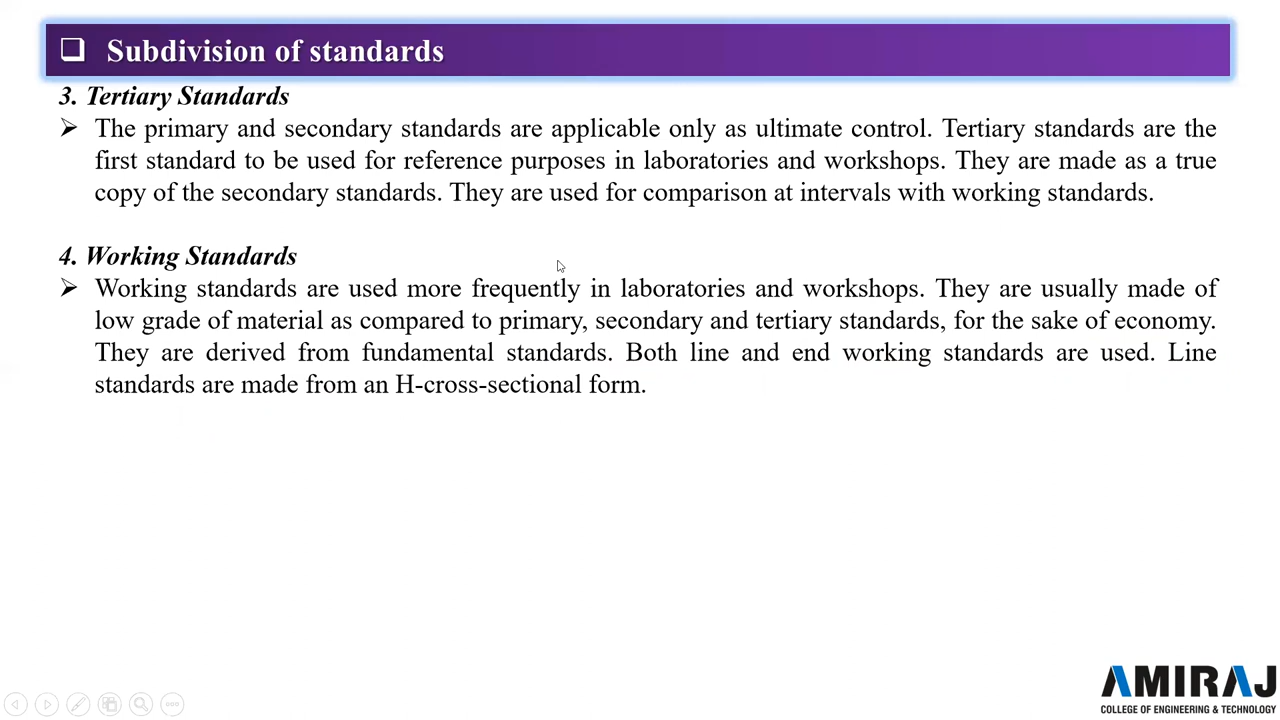 Subdivision of standards
3. Tertiary Standards
The primary and secondary standards are applicable only as ultimate control. Tertiary standards are the
first standard to be used for reference purposes in laboratories and workshops. They are made as a true
copy of the secondary standards. They are used for comparison at intervals with working standards.
4. Working Standards
Working standards are used more frequently in laboratories and workshops. They are usually made of
low grade of material as compared to primary, secondary and tertiary standards, for the sake of economy.
They are derived from fundamental standards. Both line and end working standards are used. Line
standards are made from an H-cross-sectional form.
AMIRAJ
COLLEGE OF ENGINEERING & TECHNOLOGY